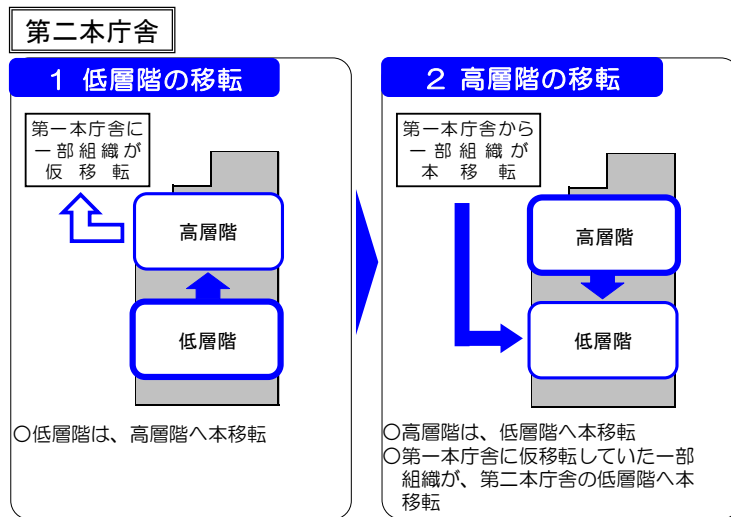 第二本庁舎
1 低層階の移転
第一本庁舎に
一部組織が
仮移転
高層階
低層階
○低層階は、高層階へ本移転
2 高層階の移転
第一本庁舎から
一部組織が
本移転
高層階
低層階
○高層階は、低層階へ本移転
○第一本庁舎に仮移転していた一部
組織が、第二本庁舎の低層階へ本
移転